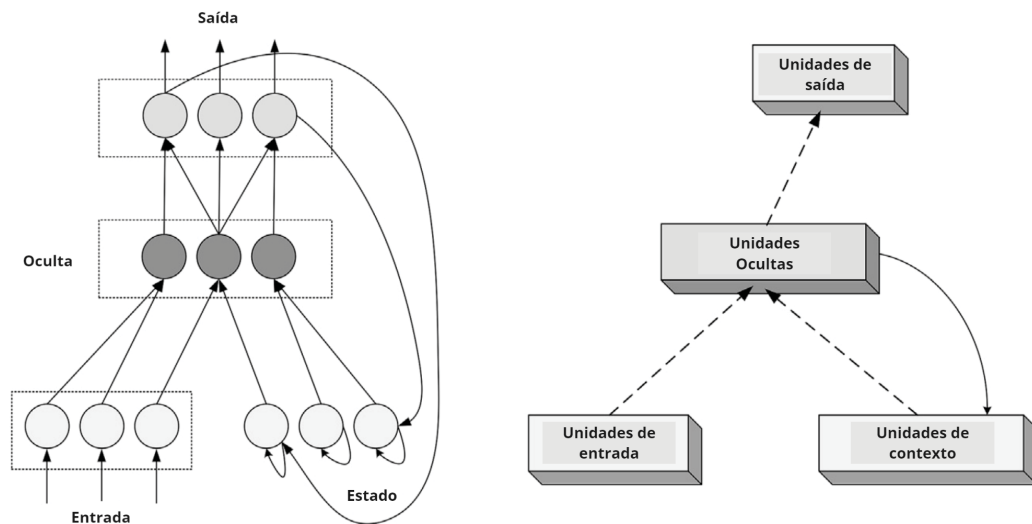 Saída
Oculta
Estado
Entrada
Unidades de
saída
Unidades
Ocultas
Unidades de
entrada
Unidades de
contexto